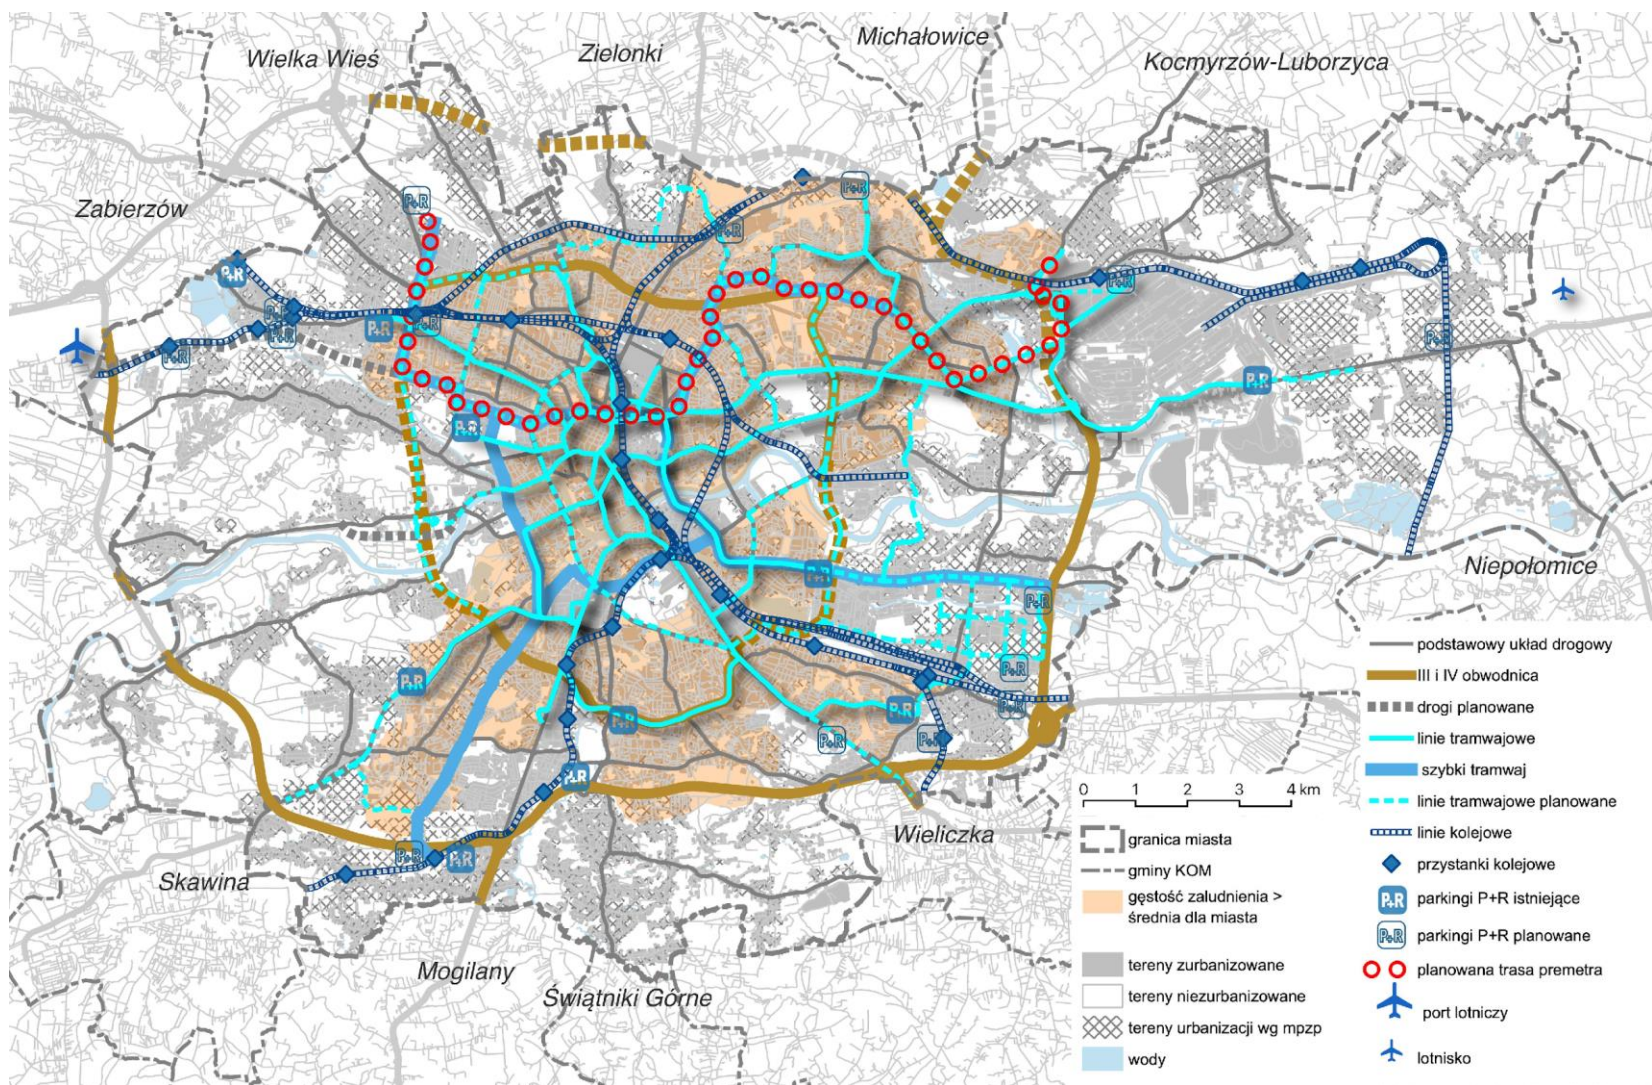 Wielka Wieś
Zielonki
Michałowice
Kocmyrzów-Luborzyca
Zabierzów
P+R
P+R
P+R
P+R
P+R
P+R
P+R
P+R
P+R
P+R
P+R
P+R
P+R
P+R
Niepołomice
P+R
P+R
P+R
P+R
P+R
P+R
P+R
P+R
P+R
P+R
P+R
P+R
Wieliczka
Skawina
Mogilany
Świątniki Górne
0 1 2 3 4 km
granica miasta
gminy KOM
gęstość zaludnienia >
średnia dla miasta
tereny zurbanizowane
tereny niezurbanizowane
tereny urbanizacji wg mpzp
wody
podstawowy układ drogowy
III i IV obwodnica
drogi planowane
linie tramwajowe
szybki tramwaj
linie tramwajowe planowane
linie kolejowe
przystanki kolejowe
P+R parkingi P+R istniejące
P+R parkingi P+R planowane
planowana trasa premetra
port lotniczy
lotnisko